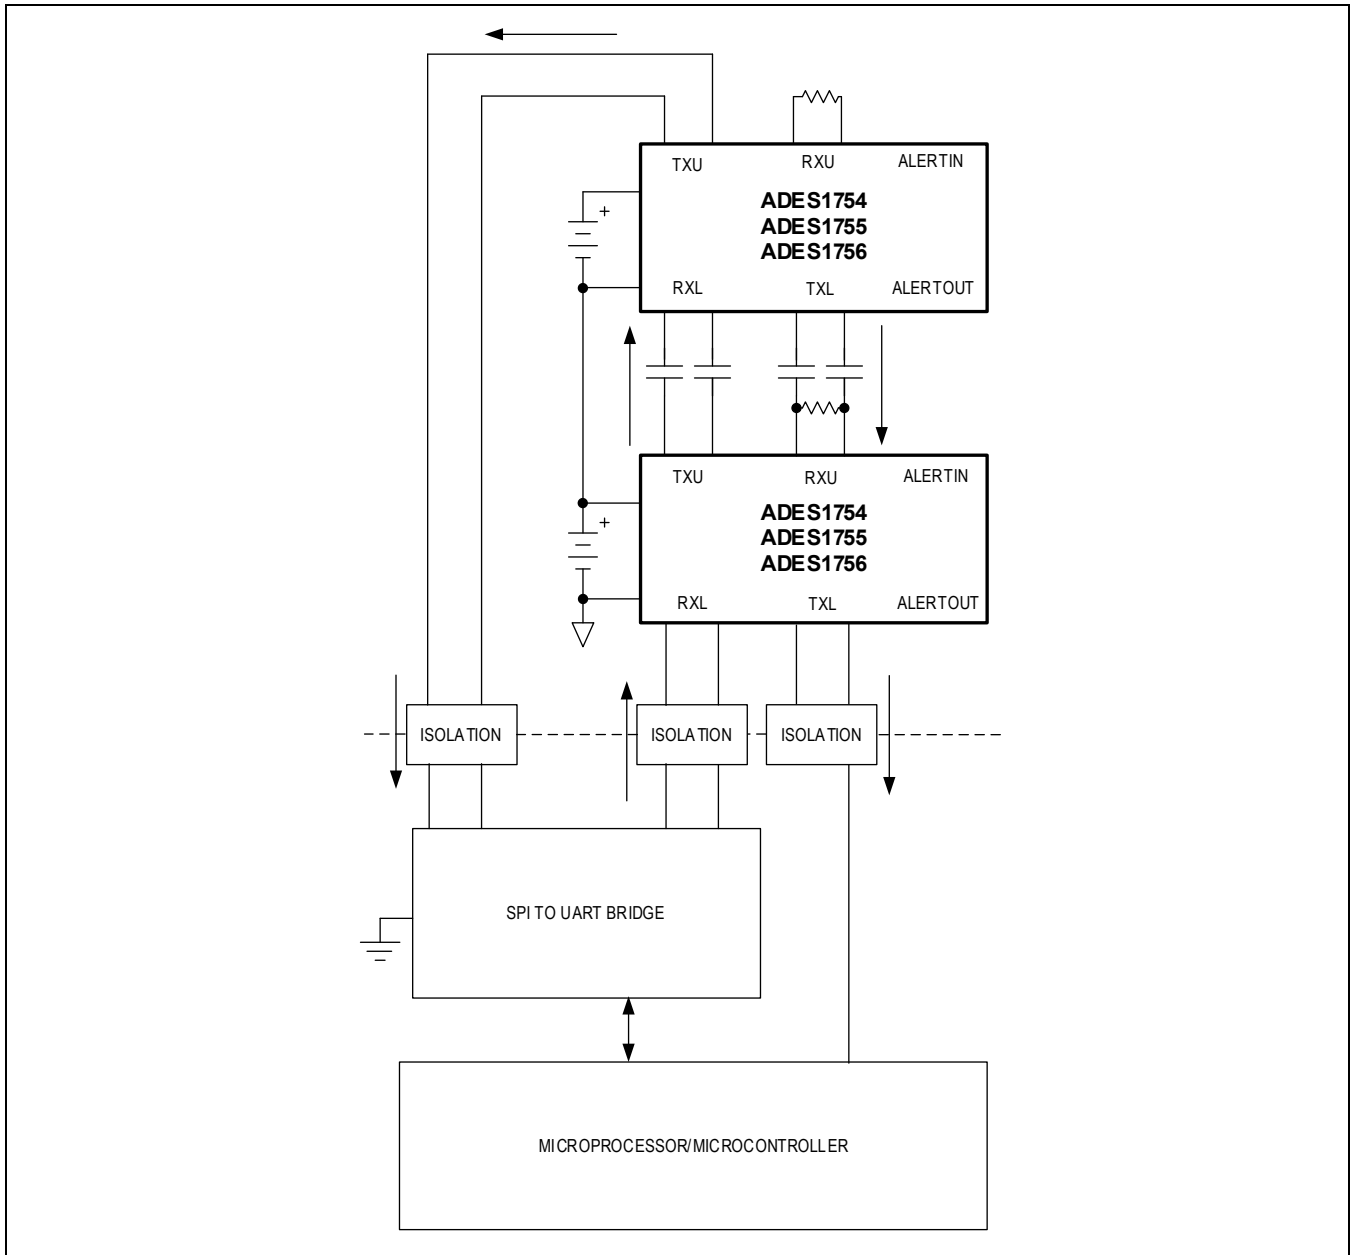 TXU
RXU
ALERTIN
ADES1754
ADES1755
ADES1756
+
RXL
TXL
ALERTOUT
TXU
RXU
ALERTIN
ADES1754
ADES1755
ADES1756
+
RXL
TXL
ALERTOUT
ISOLATION
ISOLATION
ISOLATION
SPI TO UART BRIDGE
MICROPROCESSOR/MICROCONTROLLER